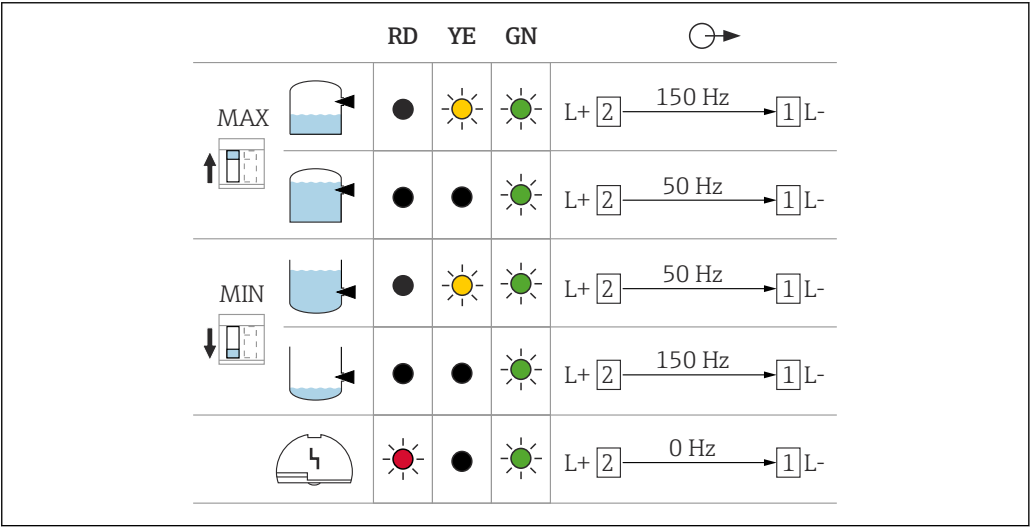 RD YE GN
MAX
L+ 2 150 Hz 1 L-
L+ 2 50 Hz 1 L-
MIN
L+ 2 50 Hz 1 L-
L+ 2 150 Hz 1 L-
L+ 2 0 Hz 1 L-